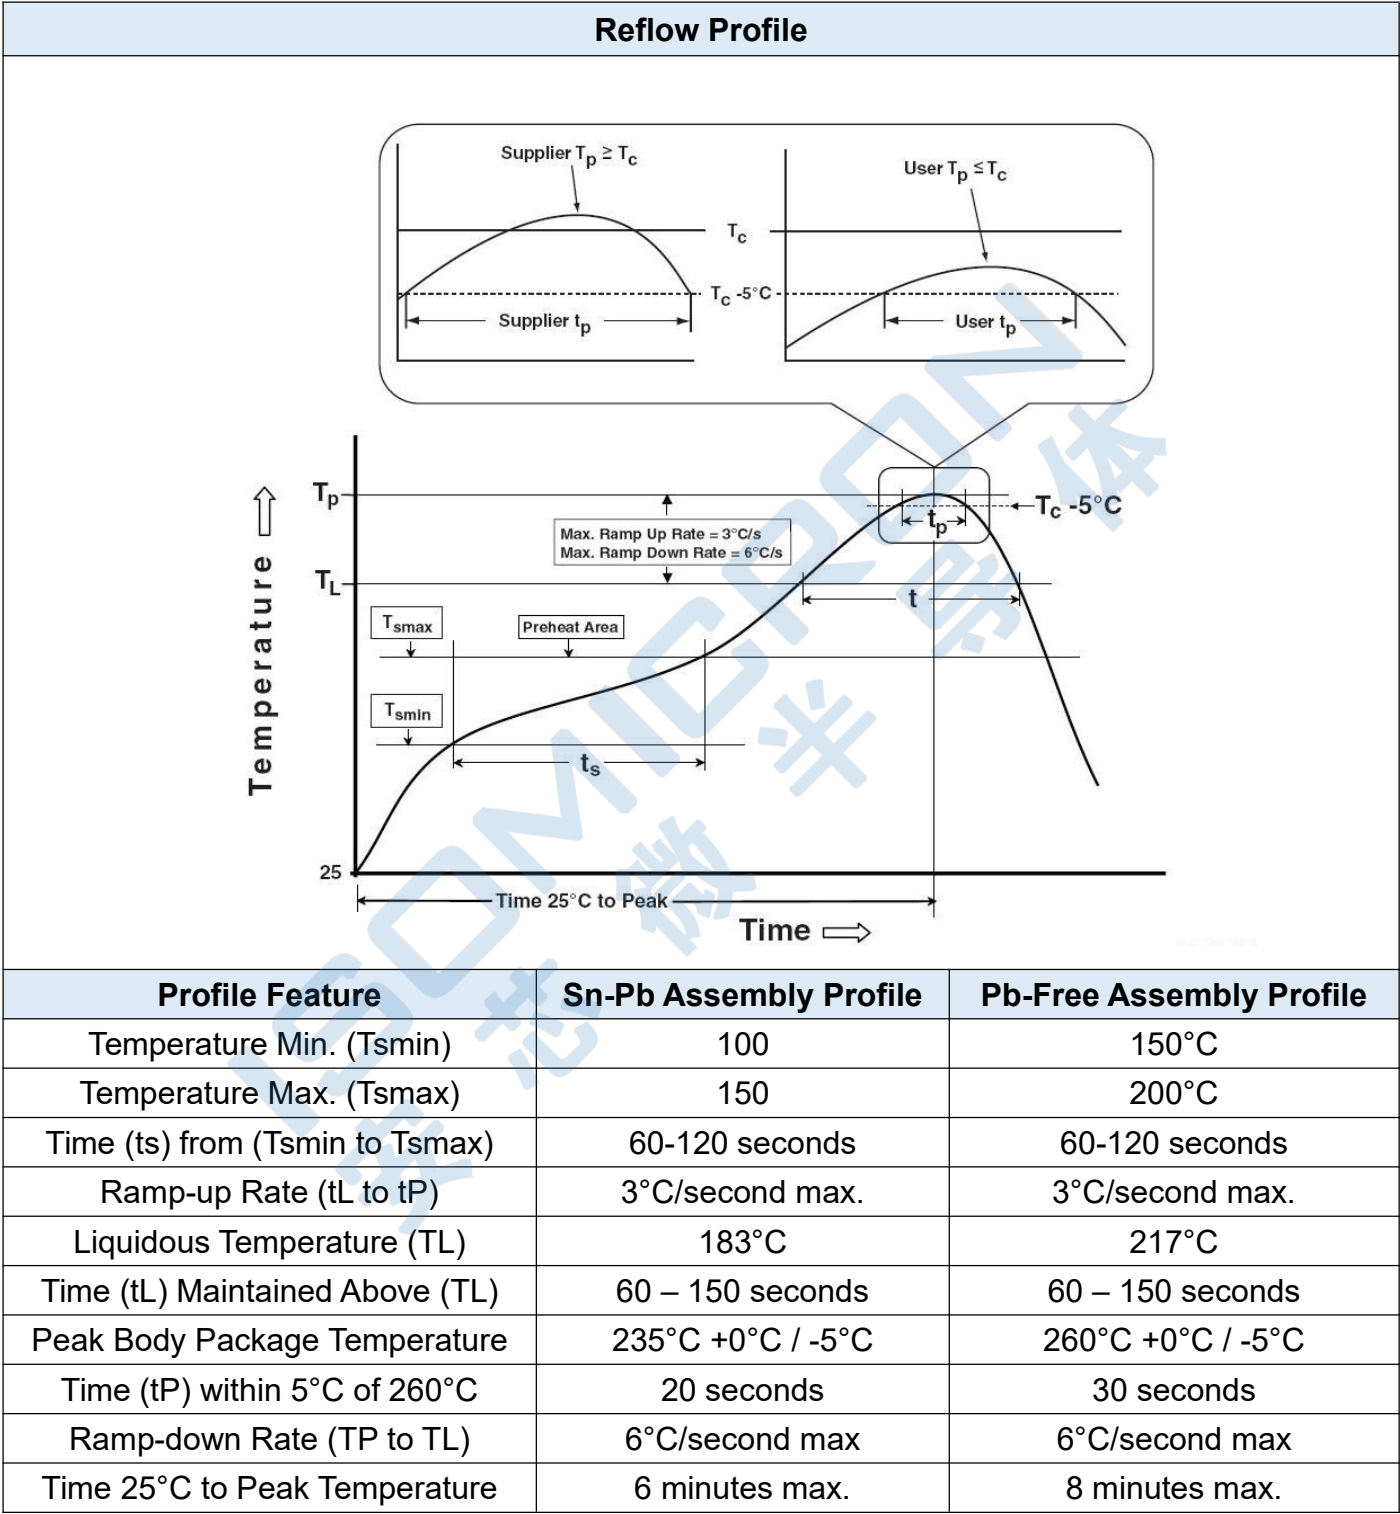 Reflow Profile
Supplier Tp ≥ Tc
User Tp ≤ Tc
Tc
Tc -5°C
Supplier tp
User tp
Tp
Tc -5°C
tp
Max. Ramp Up Rate = 3°C/s
Max. Ramp Down Rate = 6°C/s
TL
t
Tsmax
Preheat Area
Tsmin
ts
Temperature
25
Time 25°C to Peak
Time
ISOMICRON
安芯微半导体
Profile Feature Sn-Pb Assembly Profile Pb-Free Assembly Profile
Temperature Min. (Tsmin) 100 150°C
Temperature Max. (Tsmax) 150 200°C
Time (ts) from (Tsmin to Tsmax) 60-120 seconds 60-120 seconds
Ramp-up Rate (tL to tP) 3°C/second max. 3°C/second max.
Liquidous Temperature (TL) 183°C 217°C
Time (tL) Maintained Above (TL) 60 – 150 seconds 60 – 150 seconds
Peak Body Package Temperature 235°C +0°C / -5°C 260°C +0°C / -5°C
Time (tP) within 5°C of 260°C 20 seconds 30 seconds
Ramp-down Rate (TP to TL) 6°C/second max 6°C/second max
Time 25°C to Peak Temperature 6 minutes max. 8 minutes max.